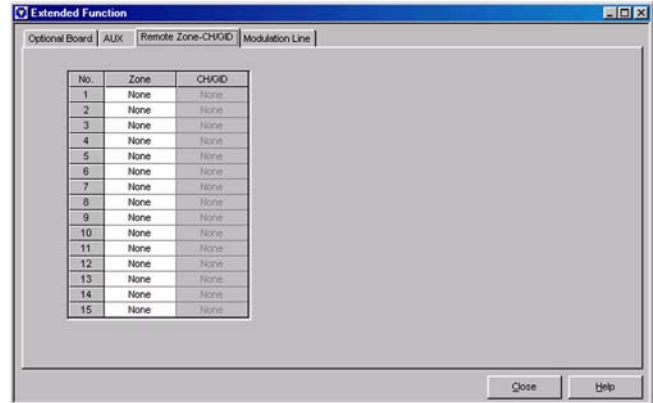 Extended Function
Optional Board AUX Remote Zone-CH/GID Modulation Line
No. Zone CH/GID
1 None None
2 None None
3 None None
4 None None
5 None None
6 None None
7 None None
8 None None
9 None None
10 None None
11 None None
12 None None
13 None None
14 None None
15 None None
Close Help